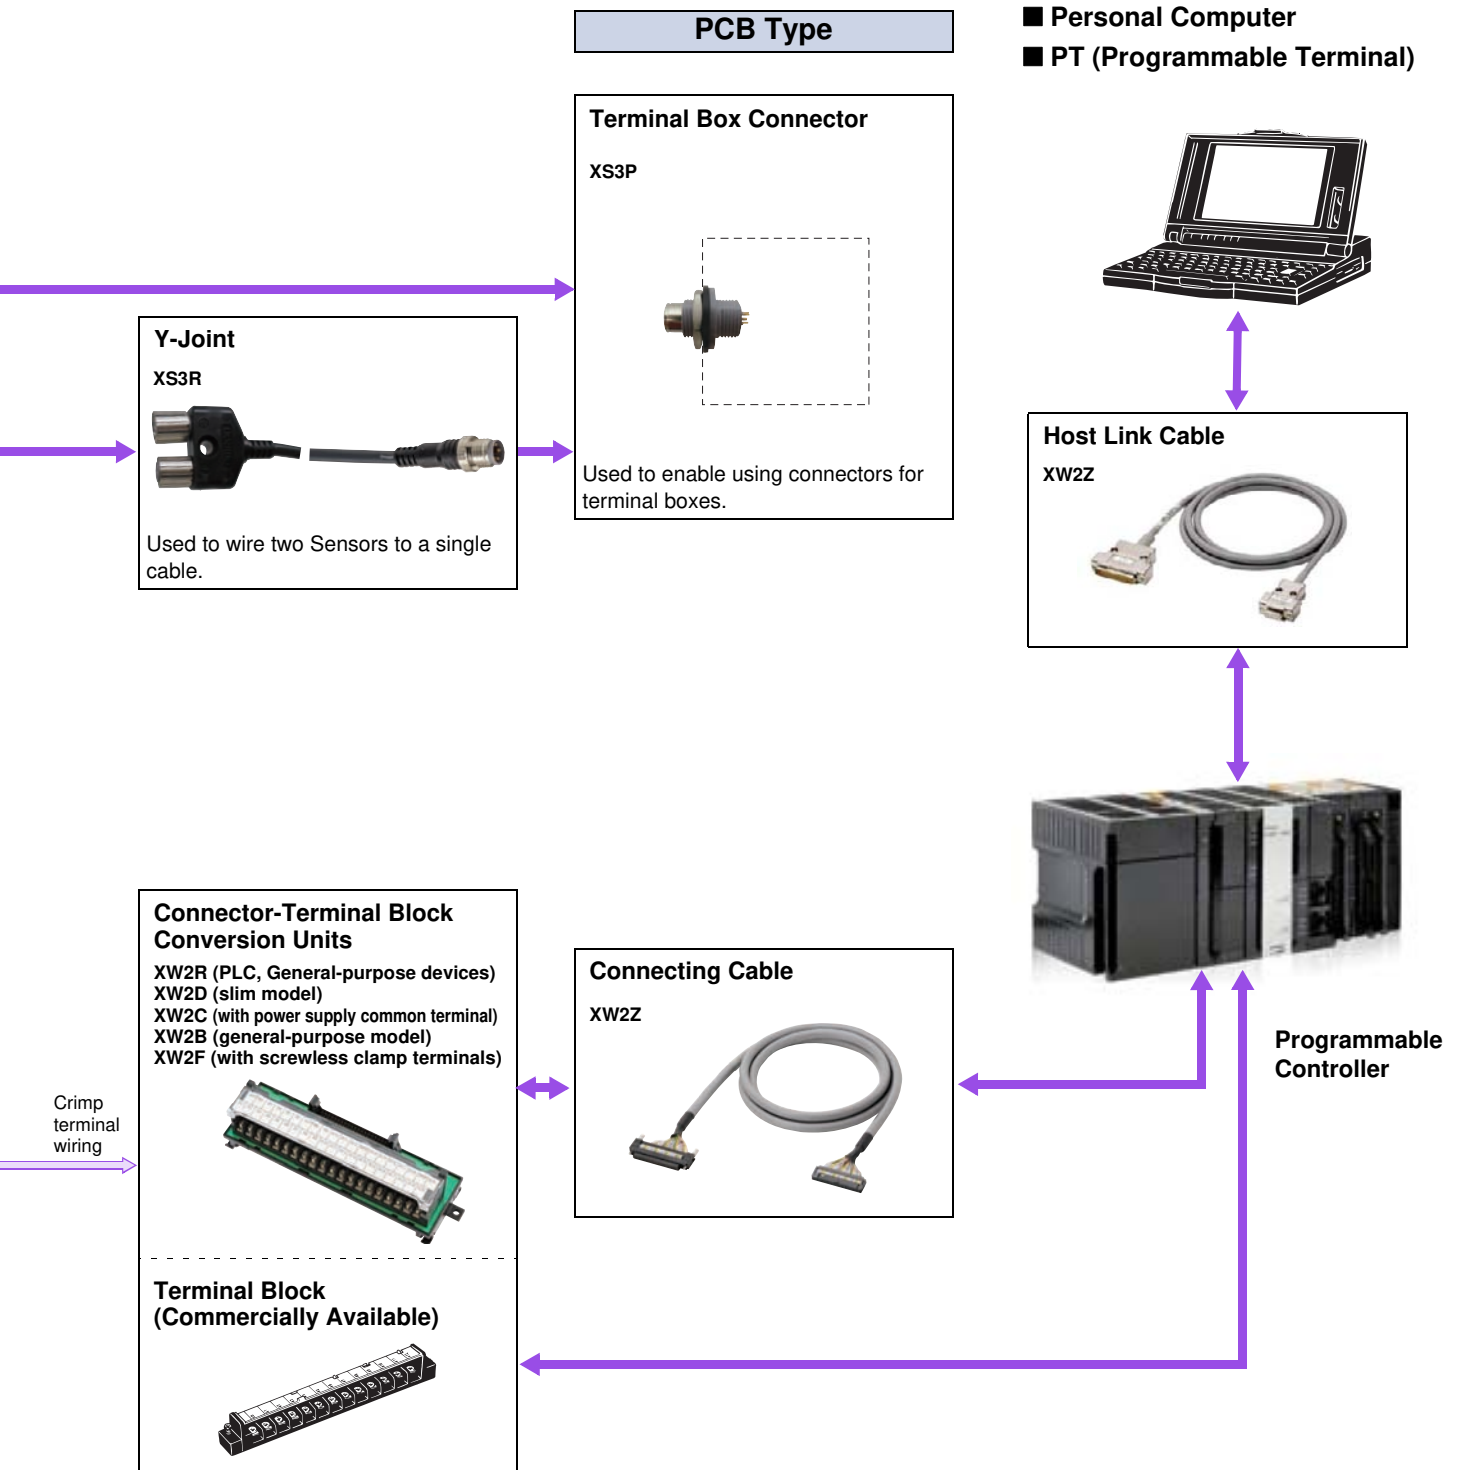 PCB Type
■ Personal Computer
■ PT (Programmable Terminal)
Terminal Box Connector
XS3P
Used to enable using connectors for
terminal boxes.
Y-Joint
XS3R
Used to wire two Sensors to a single
cable.
Host Link Cable
XW2Z
Programmable
Controller
Connector-Terminal Block
Conversion Units
XW2R (PLC, General-purpose devices)
XW2D (slim model)
XW2C (with power supply common terminal)
XW2B (general-purpose model)
XW2F (with screwless clamp terminals)
Connecting Cable
XW2Z
Crimp
terminal
wiring
Terminal Block
(Commercially Available)